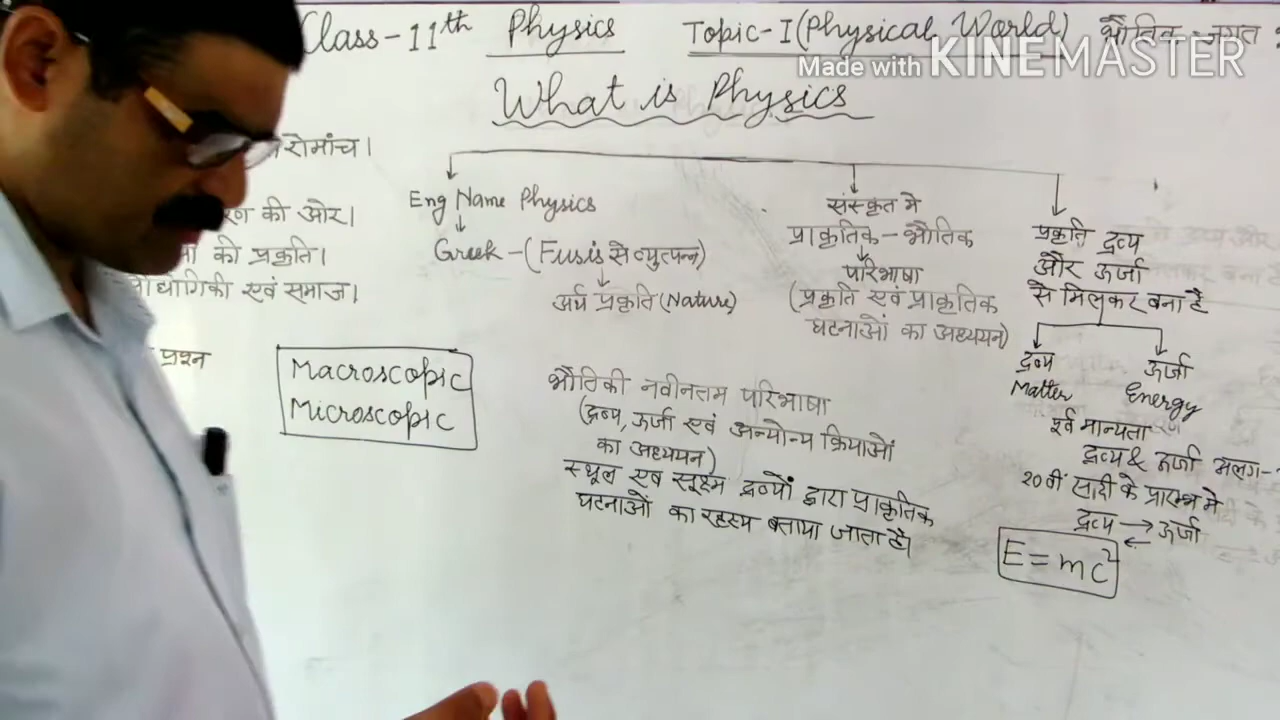 Class-11th Physics Topic-I (Physical World) भौतिक-जगत
Made with KINEMASTER
What is Physics
रोमांच।
की ओर।
की प्रकृति।
एवं समाज।
प्रश्न
Macroscopic
Microscopic
Eng Name Physics
Greek-(Fusis से व्युत्पन्न)
अर्थ प्रकृति (Nature)
संस्कृत मे
प्राकृतिक-भौतिक
परिभाषा
(प्रकृति एवं प्राकृतिक
घटनाओं का अध्ययन)
प्रकृति द्रव्य
और ऊर्जा
से मिलकर बना है
द्रव्य
Matter
ऊर्जा
Energy
मान्यता
द्रव्य & ऊर्जा अलग-
20वीं सदी के प्रारम्भ मे
द्रव्य → ऊर्जा
E=mc²
भौतिकी नवीनतम परिभाषा
(द्रव्य, ऊर्जा एवं अन्योन्य क्रियाओं
का अध्ययन)
स्थूल एवं सूक्ष्म द्रव्यों द्वारा प्राकृतिक
घटनाओं का रहस्य बताया जाता है।